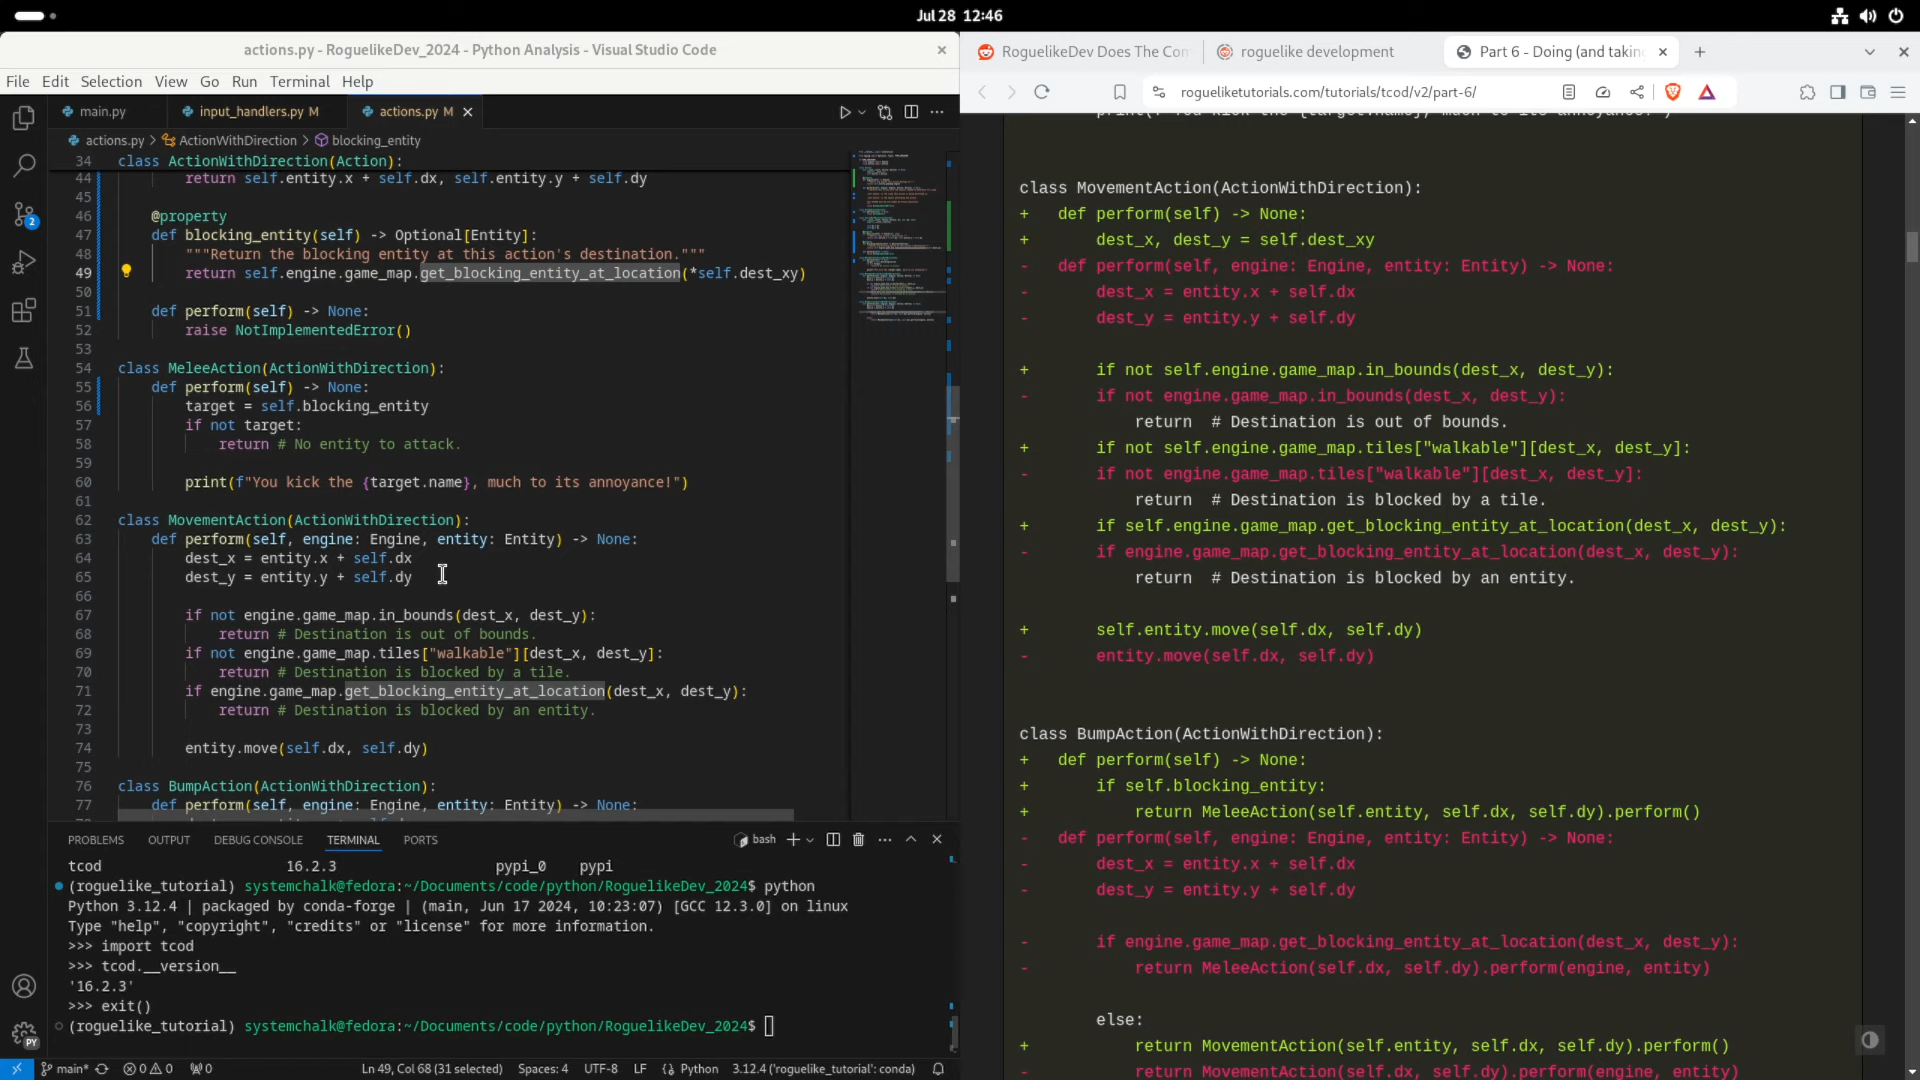 Jul 28 12:46
actions.py - RoguelikeDev_2024 - Python Analysis - Visual Studio Code
File Edit Selection View Go Run Terminal Help
main.py
input_handlers.py M
actions.py M
actions.py > ActionWithDirection > blocking_entity
34 class ActionWithDirection(Action):
44 return self.entity.x + self.dx, self.entity.y + self.dy
45
46 @property
47 def blocking_entity(self) -> Optional[Entity]:
48 """Return the blocking entity at this action's destination."""
49 return self.engine.game_map.get_blocking_entity_at_location(*self.dest_xy)
50
51 def perform(self) -> None:
52 raise NotImplementedError()
53
54 class MeleeAction(ActionWithDirection):
55 def perform(self) -> None:
56 target = self.blocking_entity
57 if not target:
58 return # No entity to attack.
59
60 print(f"You kick the {target.name}, much to its annoyance!")
61
62 class MovementAction(ActionWithDirection):
63 def perform(self, engine: Engine, entity: Entity) -> None:
64 dest_x = entity.x + self.dx
65 dest_y = entity.y + self.dy
66
67 if not engine.game_map.in_bounds(dest_x, dest_y):
68 return # Destination is out of bounds.
69 if not engine.game_map.tiles["walkable"][dest_x, dest_y]:
70 return # Destination is blocked by a tile.
71 if engine.game_map.get_blocking_entity_at_location(dest_x, dest_y):
72 return # Destination is blocked by an entity.
73
74 entity.move(self.dx, self.dy)
75
76 class BumpAction(ActionWithDirection):
77 def perform(self, engine: Engine, entity: Entity) -> None:
2
PY
PROBLEMS OUTPUT DEBUG CONSOLE TERMINAL PORTS
bash
tcod 16.2.3 pypi_0 pypi
(roguelike_tutorial) systemchalk@fedora:~/Documents/code/python/RoguelikeDev_2024$ python
Python 3.12.4 | packaged by conda-forge | (main, Jun 17 2024, 10:23:07) [GCC 12.3.0] on linux
Type "help", "copyright", "credits" or "license" for more information.
>>> import tcod
>>> tcod.__version__
'16.2.3'
>>> exit()
(roguelike_tutorial) systemchalk@fedora:~/Documents/code/python/RoguelikeDev_2024$
main* 0 0 0 Ln 49, Col 68 (31 selected) Spaces: 4 UTF-8 LF Python 3.12.4 ('roguelike_tutorial': conda)
RoguelikeDev Does The Con
roguelike development
Part 6 - Doing (and takin
rogueliketutorials.com/tutorials/tcod/v2/part-6/
print(f"You kick the {target.name}, much to its annoyance!")
class MovementAction(ActionWithDirection):
+ def perform(self) -> None:
+ dest_x, dest_y = self.dest_xy
- def perform(self, engine: Engine, entity: Entity) -> None:
- dest_x = entity.x + self.dx
- dest_y = entity.y + self.dy
+ if not self.engine.game_map.in_bounds(dest_x, dest_y):
- if not engine.game_map.in_bounds(dest_x, dest_y):
return # Destination is out of bounds.
+ if not self.engine.game_map.tiles["walkable"][dest_x, dest_y]:
- if not engine.game_map.tiles["walkable"][dest_x, dest_y]:
return # Destination is blocked by a tile.
+ if self.engine.game_map.get_blocking_entity_at_location(dest_x, dest_y):
- if engine.game_map.get_blocking_entity_at_location(dest_x, dest_y):
return # Destination is blocked by an entity.
+ self.entity.move(self.dx, self.dy)
- entity.move(self.dx, self.dy)
class BumpAction(ActionWithDirection):
+ def perform(self) -> None:
+ if self.blocking_entity:
+ return MeleeAction(self.entity, self.dx, self.dy).perform()
- def perform(self, engine: Engine, entity: Entity) -> None:
- dest_x = entity.x + self.dx
- dest_y = entity.y + self.dy
- if engine.game_map.get_blocking_entity_at_location(dest_x, dest_y):
- return MeleeAction(self.dx, self.dy).perform(engine, entity)
else:
+ return MovementAction(self.entity, self.dx, self.dy).perform()
- return MovementAction(self.dx, self.dy).perform(engine, entity)